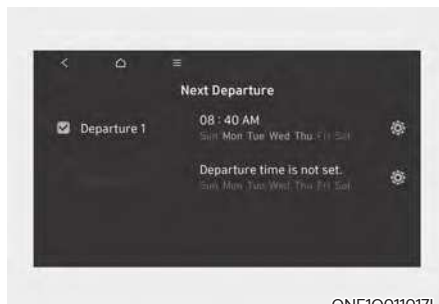 Next Departure
08 : 40 AM
Departure 1
Sun Mon Tue Wed Thu Fri Sat
Departure time is not set.
Sun Mon Tue Wed Thu Fri Sat